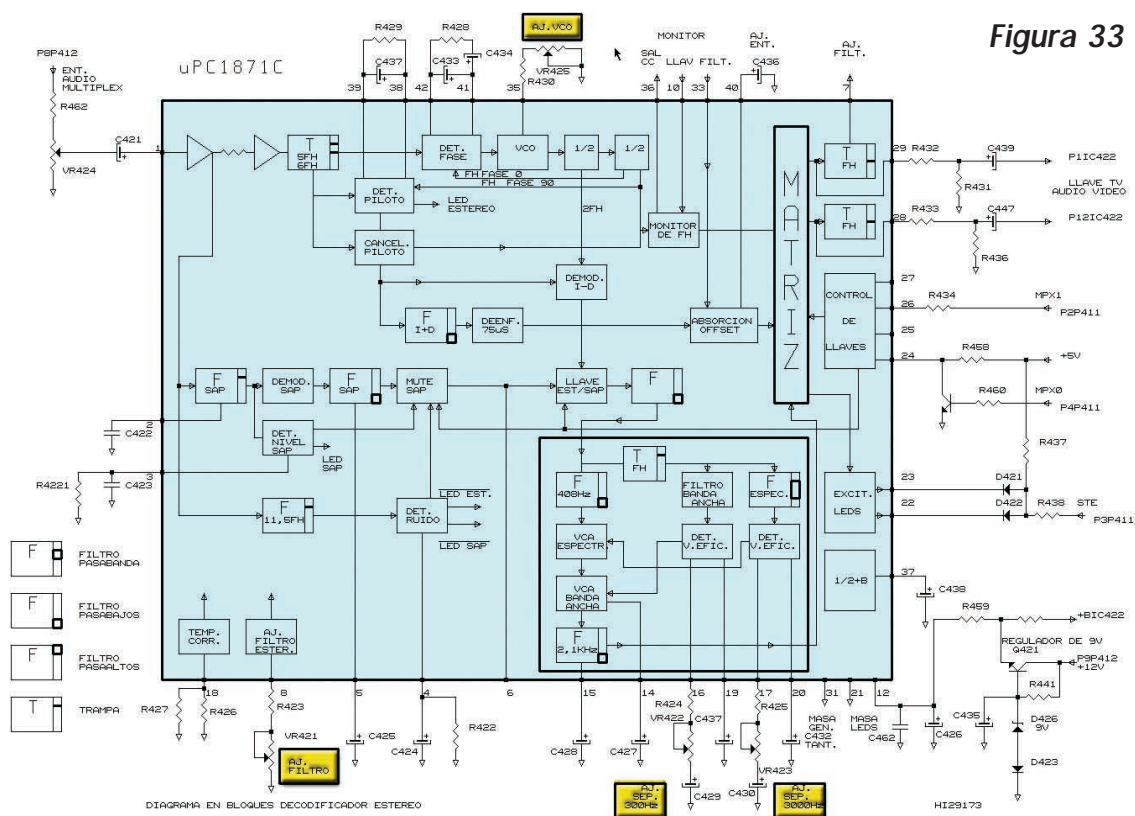 Figura 33
AJ.VCO
R429
R428
C434
C437
C433
VR425
R430
39
38
42
41
35
MONITOR
SAL
CC
LLAV
FILT.
36
10
33
AJ.
ENT.
C436
40
AJ.
FILT.
7
P8P412
ENT.
AUDIO
MULTIPLEX
R462
VR424
C421
1
uPC1871C
T
5FH
6FH
DET.
FASE
VCO
1/2
1/2
FH FASE 0
FH FASE 90
DET.
PILOTO
LED
ESTEREO
CANCEL.
PILOTO
2FH
MONITOR
DE FH
DEMOD.
I-D
F
I+D
DEENF.
75uS
ABSORCION
OFFSET
MATRIZ
T
FH
T
FH
29
R432
C439
P1IC422
R431
LLAVE TV
AUDIO VIDEO
28
R433
C447
P12IC422
R436
CONTROL
DE
LLAVES
27
26
R434
MPX1
P2P411
25
24
R458
+5V
R460
MPX0
P4P411
R437
F
SAP
DEMOD.
SAP
F
SAP
MUTE
SAP
LLAVE
EST/SAP
F
2
C422
DET.
NIVEL
SAP
LED
SAP
3
R4221
C423
F
11,5FH
DET.
RUIDO
LED EST.
LED SAP
T
FH
F
408Hz
FILTRO
BANDA
ANCHA
F
ESPEC.
VCA
ESPECTR.
DET.
V.EFIC.
DET.
V.EFIC.
VCA
BANDA
ANCHA
F
2,1KHz
EXCIT.
LEDS
23
D421
22
D422
R438
STE
P3P411
1/2+B
37
C438
F
FILTRO
PASABANDA
F
FILTRO
PASABAJOS
F
FILTRO
PASAALTOS
T
TRAMPA
TEMP.
CORR.
AJ.
FILTRO
ESTER.
18
8
5
4
6
15
14
16
19
17
20
31
21
12
R427
R426
R423
VR421
AJ.
FILTRO
C425
C424
R422
C428
C427
R424
VR422
C437
C429
AJ.
SEP.
300Hz
R425
VR423
C430
AJ.
SEP.
3000Hz
C432
TANT.
MASA
GEN.
MASA
LEDS
9V
C462
C426
R459
+BIC422
REGULADOR DE 9V
Q421
P9P412
+12V
R441
C435
D426
9V
D423
DIAGRAMA EN BLOQUES DECODIFICADOR ESTEREO
HI29173